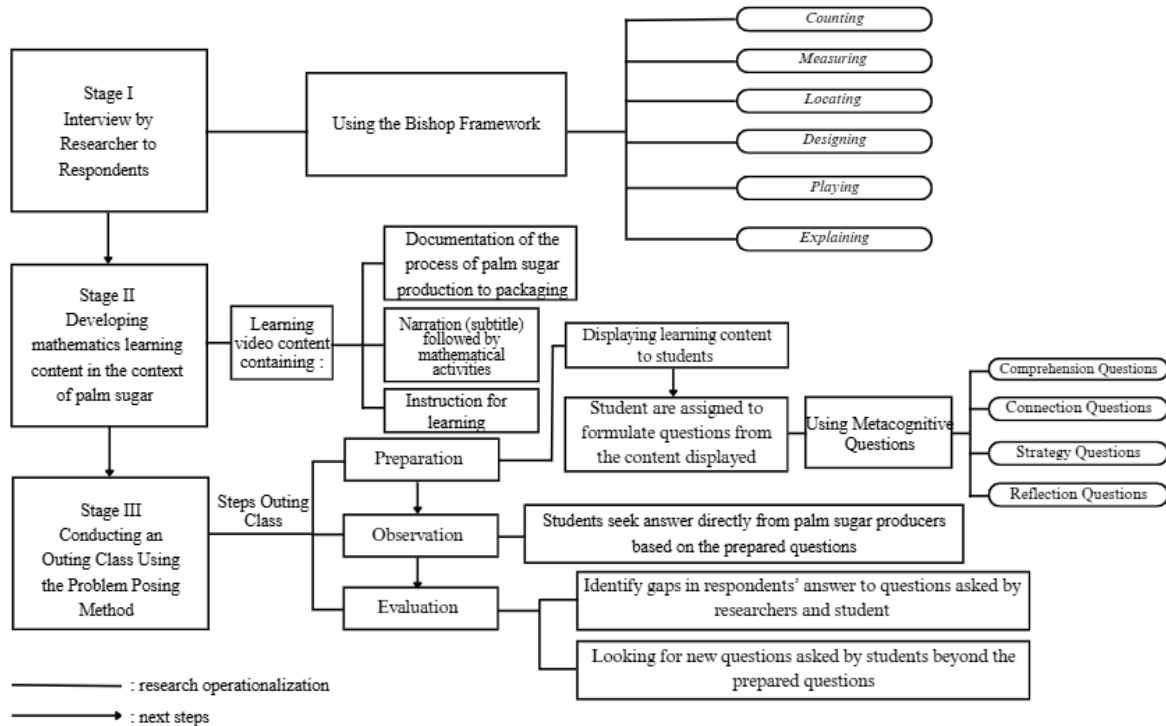 Stage I
Interview by
Researcher to
Respondents
Using the Bishop Framework
Counting
Measuring
Locating
Designing
Playing
Explaining
Stage II
Developing
mathematics learning
content in the context
of palm sugar
Learning
video content
containing :
Documentation of the
process of palm sugar
production to packaging
Narration (subtitle)
followed by
mathematical
activities
Instruction for
learning
Displaying learning content
to students
Student are assigned to
formulate questions from
the content displayed
Using Metacognitive
Questions
Comprehension Questions
Connection Questions
Strategy Questions
Reflection Questions
Stage III
Conducting an
Outing Class Using
the Problem Posing
Method
Steps Outing
Class
Preparation
Observation
Evaluation
Students seek answer directly from palm sugar producers
based on the prepared questions
Identify gaps in respondents’ answer to questions asked by
researchers and student
Looking for new questions asked by students beyond the
prepared questions
: research operationalization
: next steps